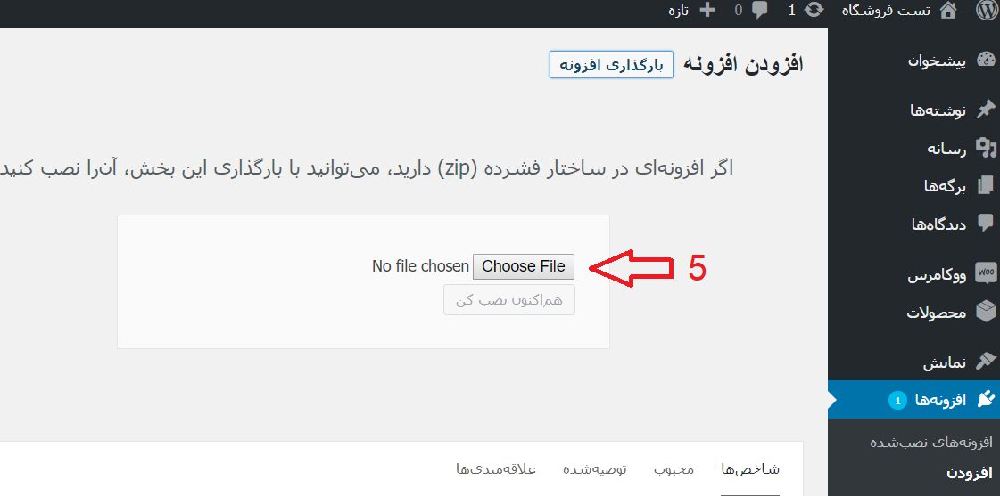 تست فروشگاه 1 0 تازه
افزودن افزونه بارگذاری افزونه
اگر افزونه‌ای در ساختار فشرده (zip) دارید، می‌توانید با بارگذاری این بخش، آن‌را نصب کنید
Choose File No file chosen
5
هم‌اکنون نصب کن
شاخص‌ها محبوب توصیه‌شده علاقه‌مندی‌ها
پیشخوان
نوشته‌ها
رسانه
برگه‌ها
دیدگاه‌ها
Woo ووکامرس
محصولات
نمایش
افزونه‌ها ۱
افزونه‌های نصب‌شده
افزودن